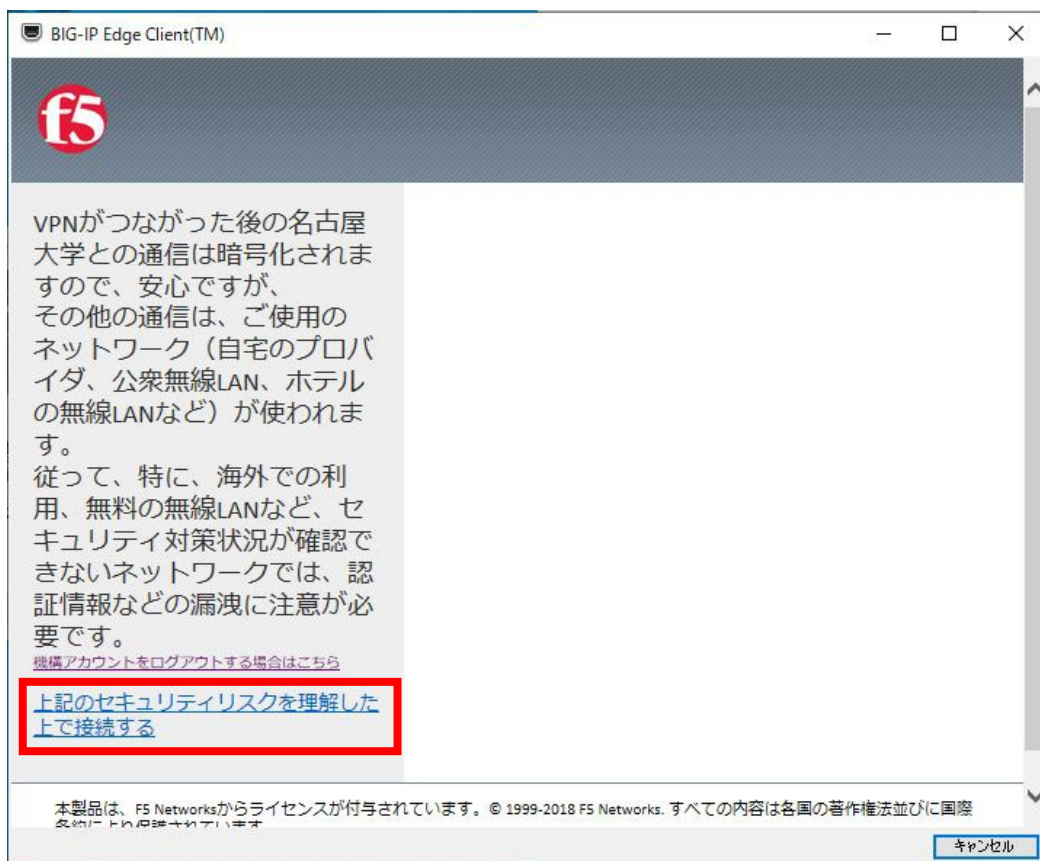 BIG-IP Edge Client(TM)
f5
VPNがつながった後の名古屋
大学との通信は暗号化されま
すので、安心ですが、
その他の通信は、ご使用の
ネットワーク（自宅のプロバ
イダ、公衆無線LAN、ホテル
の無線LANなど）が使われま
す。
従って、特に、海外での利
用、無料の無線LANなど、セ
キュリティ対策状況が確認で
きないネットワークでは、認
証情報などの漏洩に注意が必
要です。
機構アカウントをログアウトする場合はこちら
上記のセキュリティリスクを理解した
上で接続する
本製品は、F5 Networksからライセンスが付与されています。© 1999-2018 F5 Networks. すべての内容は各国の著作権法並びに国際
条約により保護されています
キャンセル